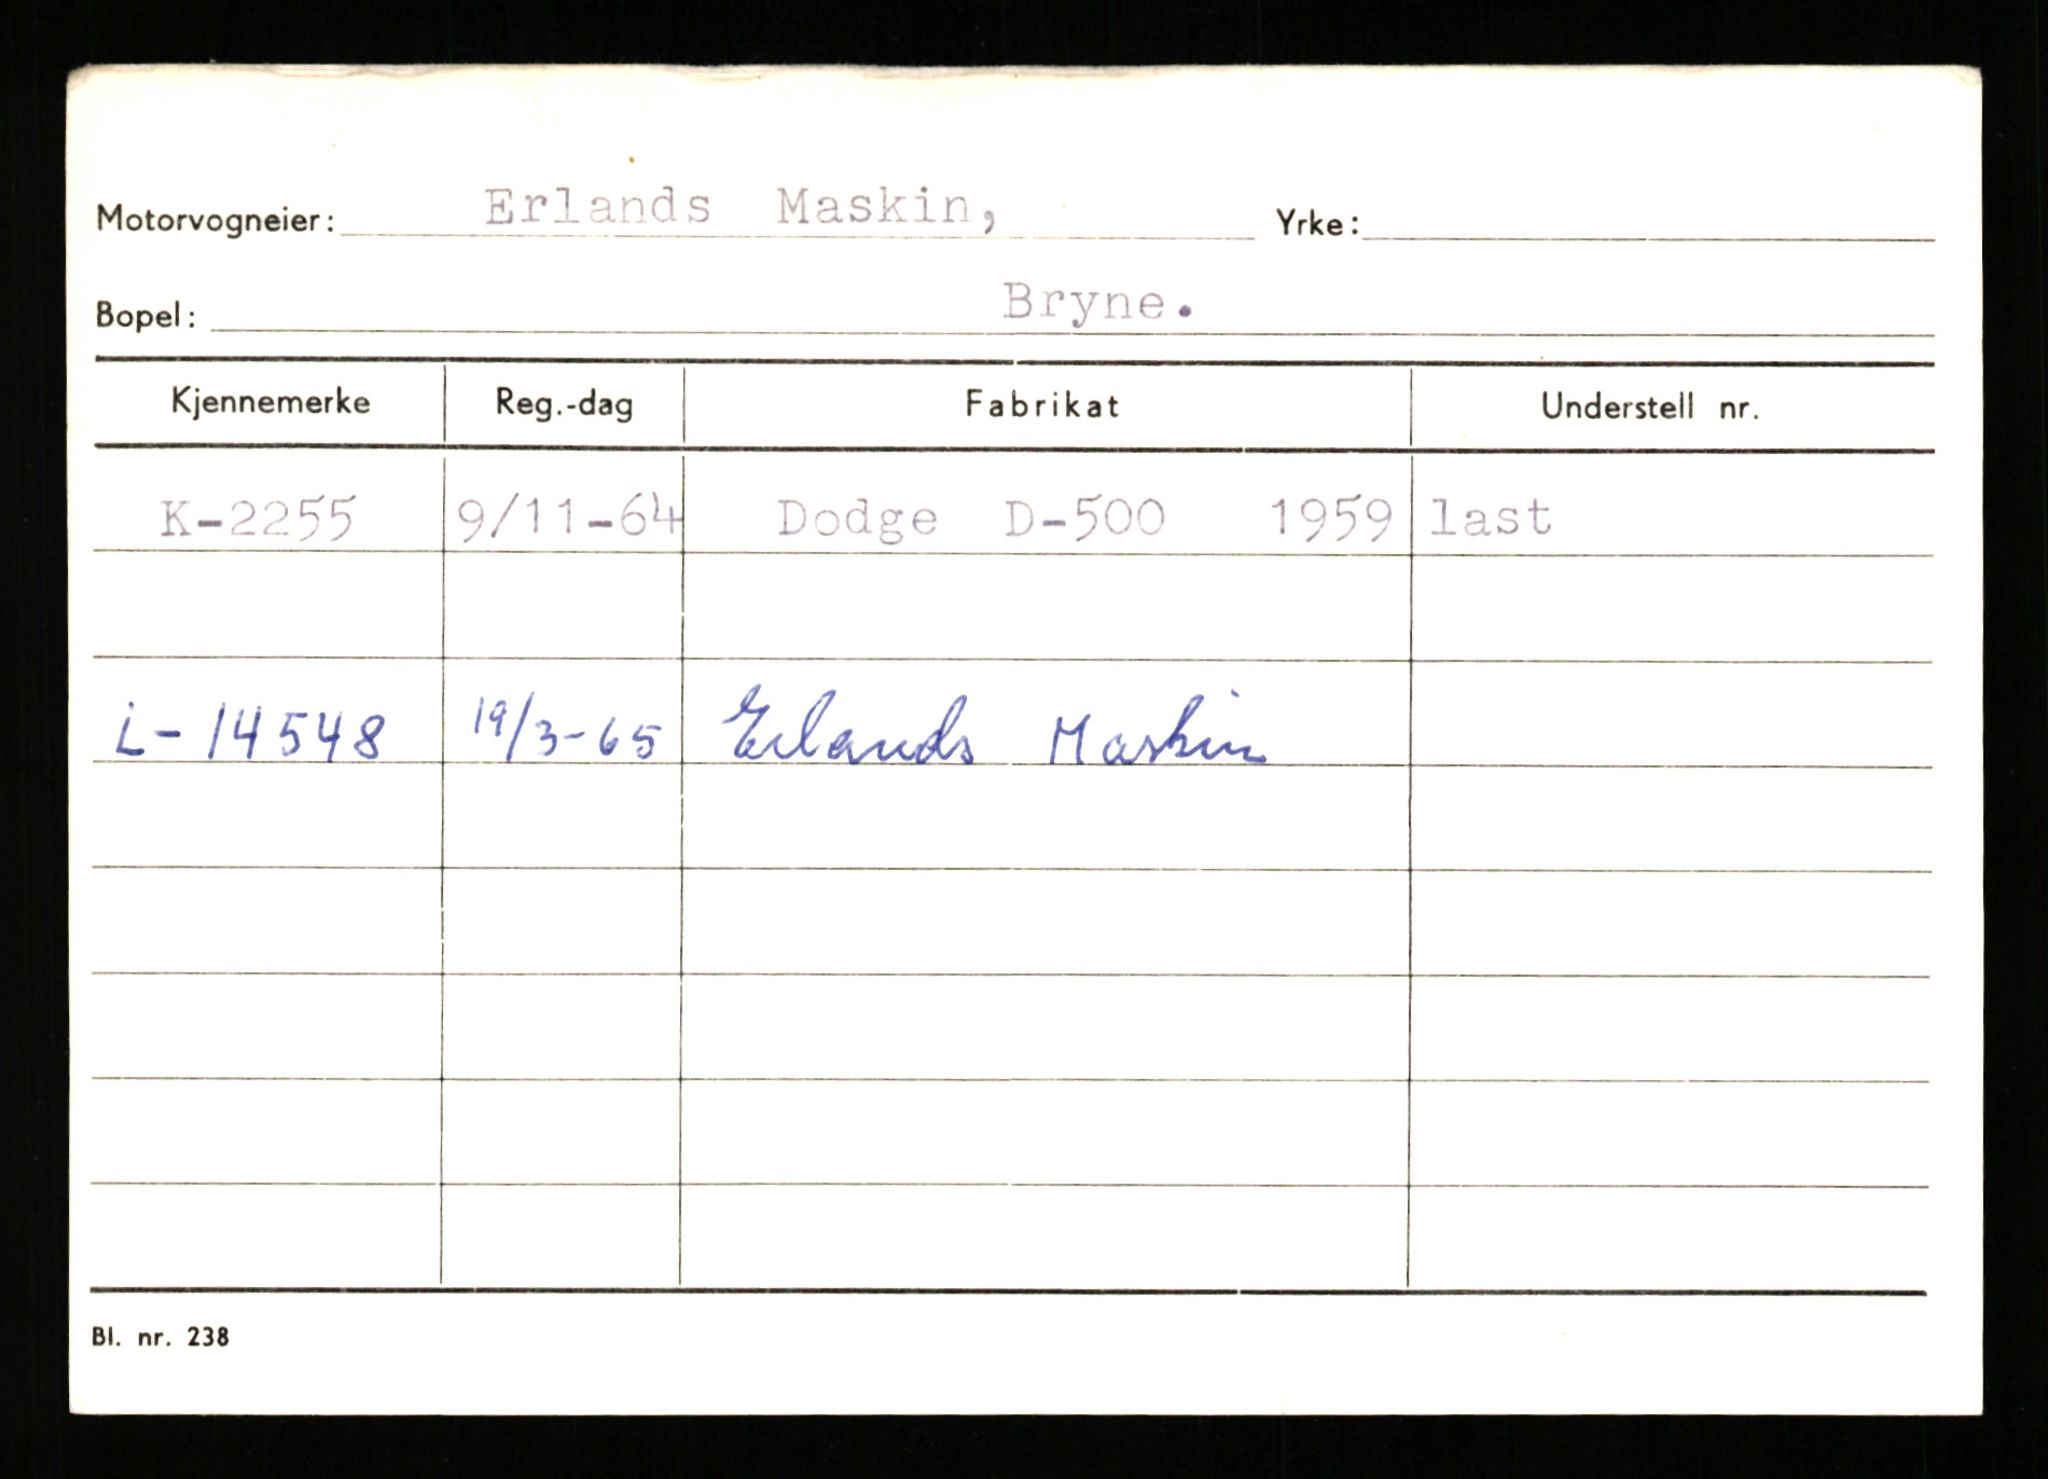 Motorvogneier: Erlands Maskin, Yrke:
Bopel: Bryne.
Kjennemerke Reg.-dag Fabrikat Understell nr.
K-2255 9/11-64 Dodge D-500 1959 last
L-14548 19/3-65 Erlands Maskin
Bl. nr. 238